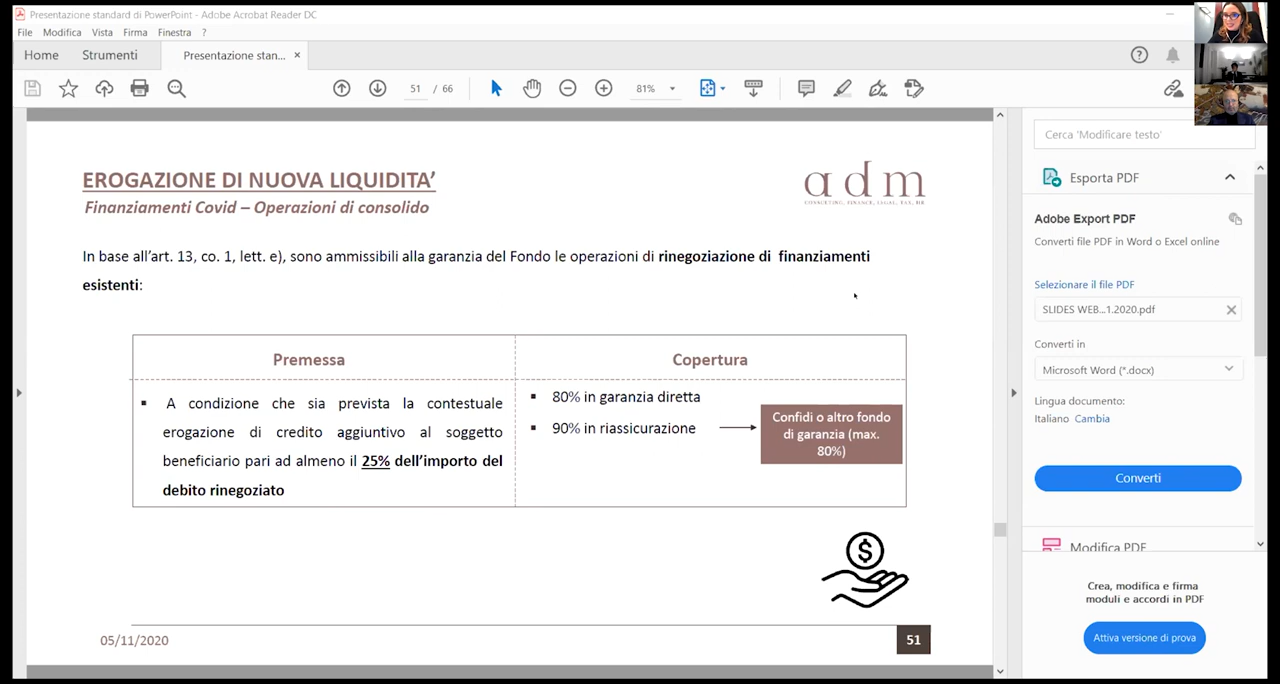 Presentazione standard di PowerPoint - Adobe Acrobat Reader DC
File Modifica Vista Firma Finestra ?
Home Strumenti Presentazione stan... ×
51 / 66 81%
EROGAZIONE DI NUOVA LIQUIDITA'
Finanziamenti Covid – Operazioni di consolido
adm
CONSULTING, FINANCE, LEGAL, TAX, HR
In base all'art. 13, co. 1, lett. e), sono ammissibili alla garanzia del Fondo le operazioni di rinegoziazione di finanziamenti
esistenti:
Premessa
▪ A condizione che sia prevista la contestuale
erogazione di credito aggiuntivo al soggetto
beneficiario pari ad almeno il 25% dell'importo del
debito rinegoziato
Copertura
▪ 80% in garanzia diretta
▪ 90% in riassicurazione
Confidi o altro fondo
di garanzia (max.
80%)
$
05/11/2020
51
Cerca 'Modificare testo'
Esporta PDF
Adobe Export PDF
Converti file PDF in Word o Excel online
Selezionare il file PDF
SLIDES WEB...1.2020.pdf
Converti in
Microsoft Word (*.docx)
Lingua documento:
Italiano Cambia
Converti
Modifica PDF
Crea, modifica e firma
moduli e accordi in PDF
Attiva versione di prova